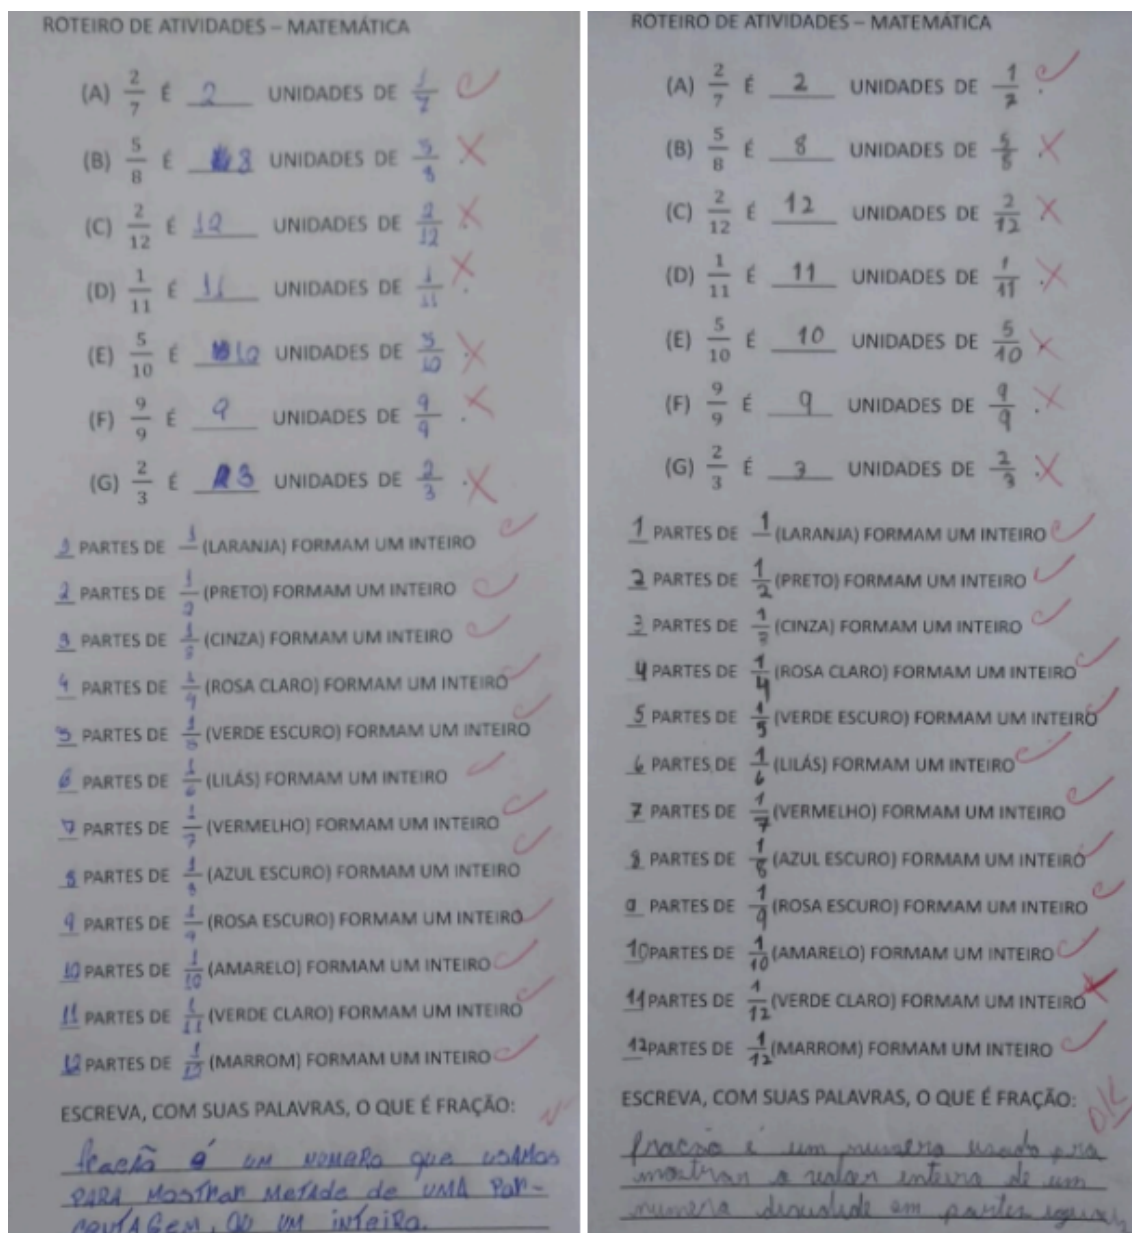 ROTEIRO DE ATIVIDADES – MATEMÁTICA
(A) 2/7 É 2 UNIDADES DE 1/7
(B) 5/8 É 8 UNIDADES DE 5/8
(C) 2/12 É 12 UNIDADES DE 2/12
(D) 1/11 É 11 UNIDADES DE 1/11
(E) 5/10 É 10 UNIDADES DE 5/10
(F) 9/9 É 9 UNIDADES DE 9/9
(G) 2/3 É 3 UNIDADES DE 2/3
1 PARTES DE 1/ (LARANJA) FORMAM UM INTEIRO
2 PARTES DE 1/2 (PRETO) FORMAM UM INTEIRO
3 PARTES DE 1/3 (CINZA) FORMAM UM INTEIRO
4 PARTES DE 1/4 (ROSA CLARO) FORMAM UM INTEIRO
5 PARTES DE 1/5 (VERDE ESCURO) FORMAM UM INTEIRO
6 PARTES DE 1/6 (LILÁS) FORMAM UM INTEIRO
7 PARTES DE 1/7 (VERMELHO) FORMAM UM INTEIRO
8 PARTES DE 1/8 (AZUL ESCURO) FORMAM UM INTEIRO
9 PARTES DE 1/9 (ROSA ESCURO) FORMAM UM INTEIRO
10 PARTES DE 1/10 (AMARELO) FORMAM UM INTEIRO
11 PARTES DE 1/11 (VERDE CLARO) FORMAM UM INTEIRO
12 PARTES DE 1/12 (MARROM) FORMAM UM INTEIRO
ESCREVA, COM SUAS PALAVRAS, O QUE É FRAÇÃO:
fração é um NUMERO que usamos
PARA Mostrar Metade de UMA Por-
centAgem, OU UM inteiro.
ROTEIRO DE ATIVIDADES – MATEMÁTICA
(A) 2/7 É 2 UNIDADES DE 1/7.
(B) 5/8 É 8 UNIDADES DE 5/8.
(C) 2/12 É 12 UNIDADES DE 2/12
(D) 1/11 É 11 UNIDADES DE 1/11.
(E) 5/10 É 10 UNIDADES DE 5/10
(F) 9/9 É 9 UNIDADES DE 9/9.
(G) 2/3 É 3 UNIDADES DE 2/3.
1 PARTES DE 1/ (LARANJA) FORMAM UM INTEIRO
2 PARTES DE 1/2 (PRETO) FORMAM UM INTEIRO
3 PARTES DE 1/3 (CINZA) FORMAM UM INTEIRO
4 PARTES DE 1/4 (ROSA CLARO) FORMAM UM INTEIRO
5 PARTES DE 1/5 (VERDE ESCURO) FORMAM UM INTEIRO
6 PARTES DE 1/6 (LILÁS) FORMAM UM INTEIRO
7 PARTES DE 1/7 (VERMELHO) FORMAM UM INTEIRO
8 PARTES DE 1/8 (AZUL ESCURO) FORMAM UM INTEIRO
9 PARTES DE 1/9 (ROSA ESCURO) FORMAM UM INTEIRO
10 PARTES DE 1/10 (AMARELO) FORMAM UM INTEIRO
11 PARTES DE 1/12 (VERDE CLARO) FORMAM UM INTEIRO
12 PARTES DE 1/12 (MARROM) FORMAM UM INTEIRO
ESCREVA, COM SUAS PALAVRAS, O QUE É FRAÇÃO:
OK
fração é um numero usado pra
mostrar o valor de um
numero em partes iguais